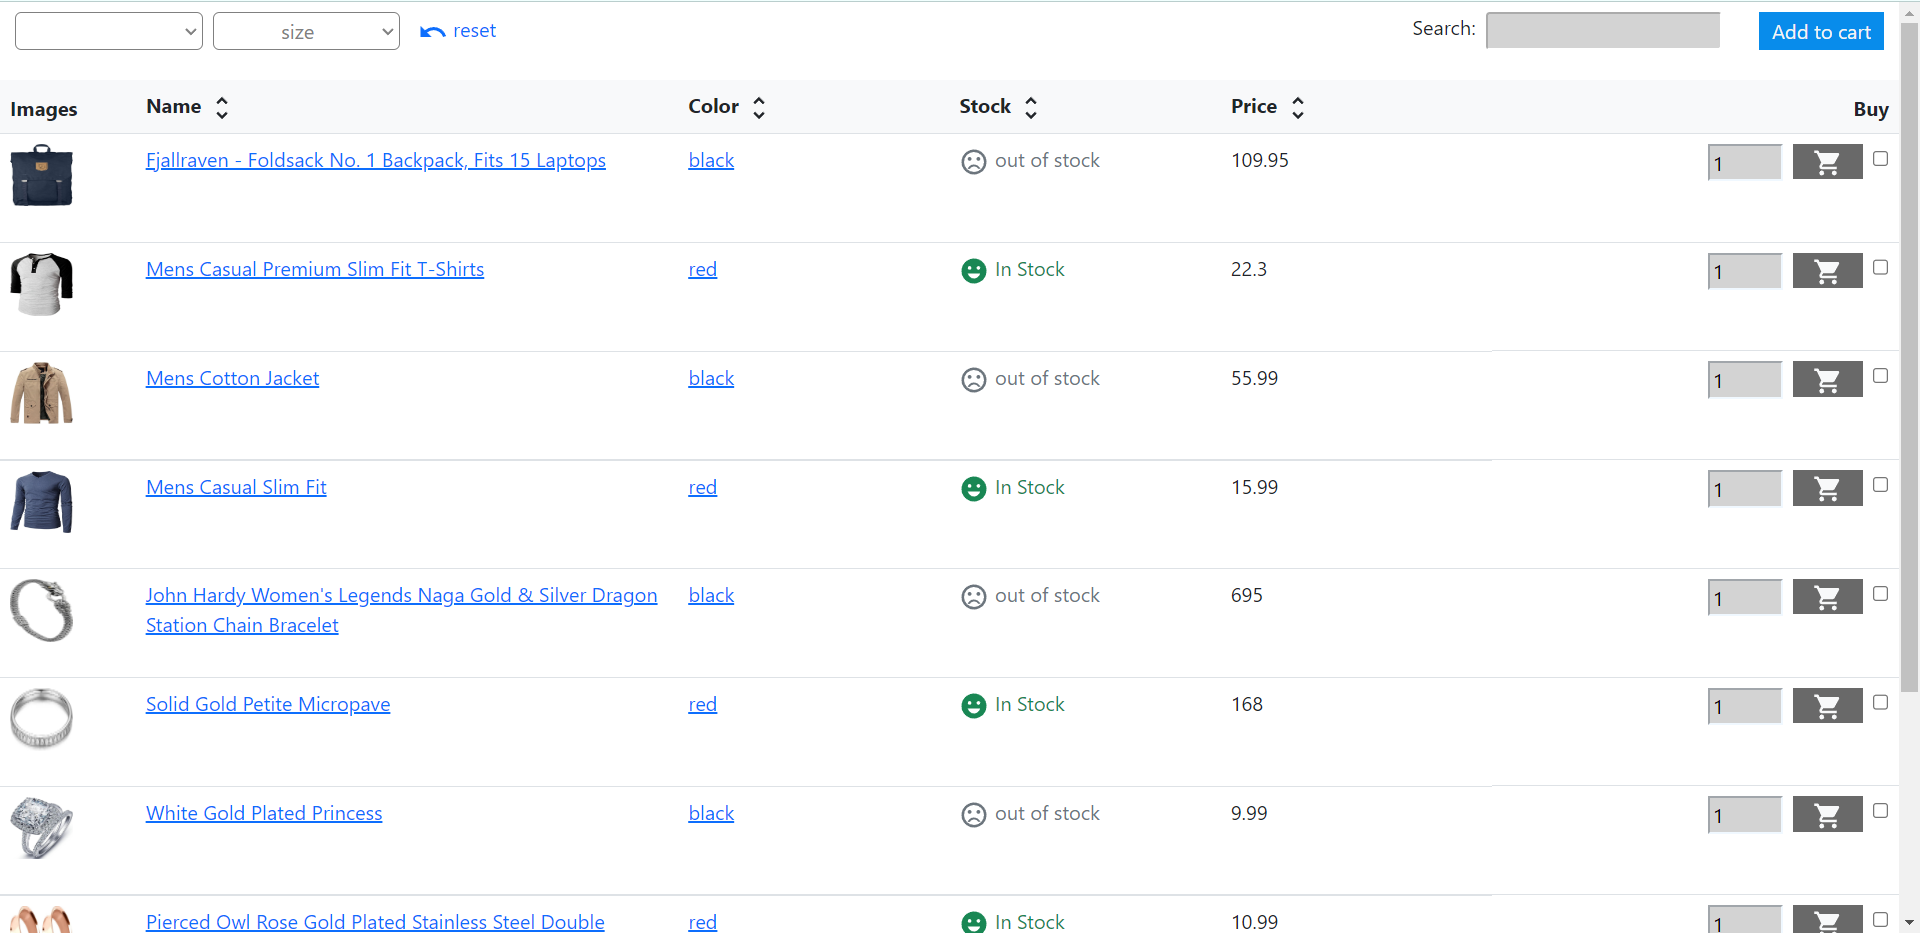 size
reset
Search:
Add to cart
Images Name Color Stock Price Buy
Fjallraven - Foldsack No. 1 Backpack, Fits 15 Laptops black out of stock 109.95 1
Mens Casual Premium Slim Fit T-Shirts red In Stock 22.3 1
Mens Cotton Jacket black out of stock 55.99 1
Mens Casual Slim Fit red In Stock 15.99 1
John Hardy Women's Legends Naga Gold & Silver Dragon black out of stock 695 1
Station Chain Bracelet
Solid Gold Petite Micropave red In Stock 168 1
White Gold Plated Princess black out of stock 9.99 1
Pierced Owl Rose Gold Plated Stainless Steel Double red In Stock 10.99 1